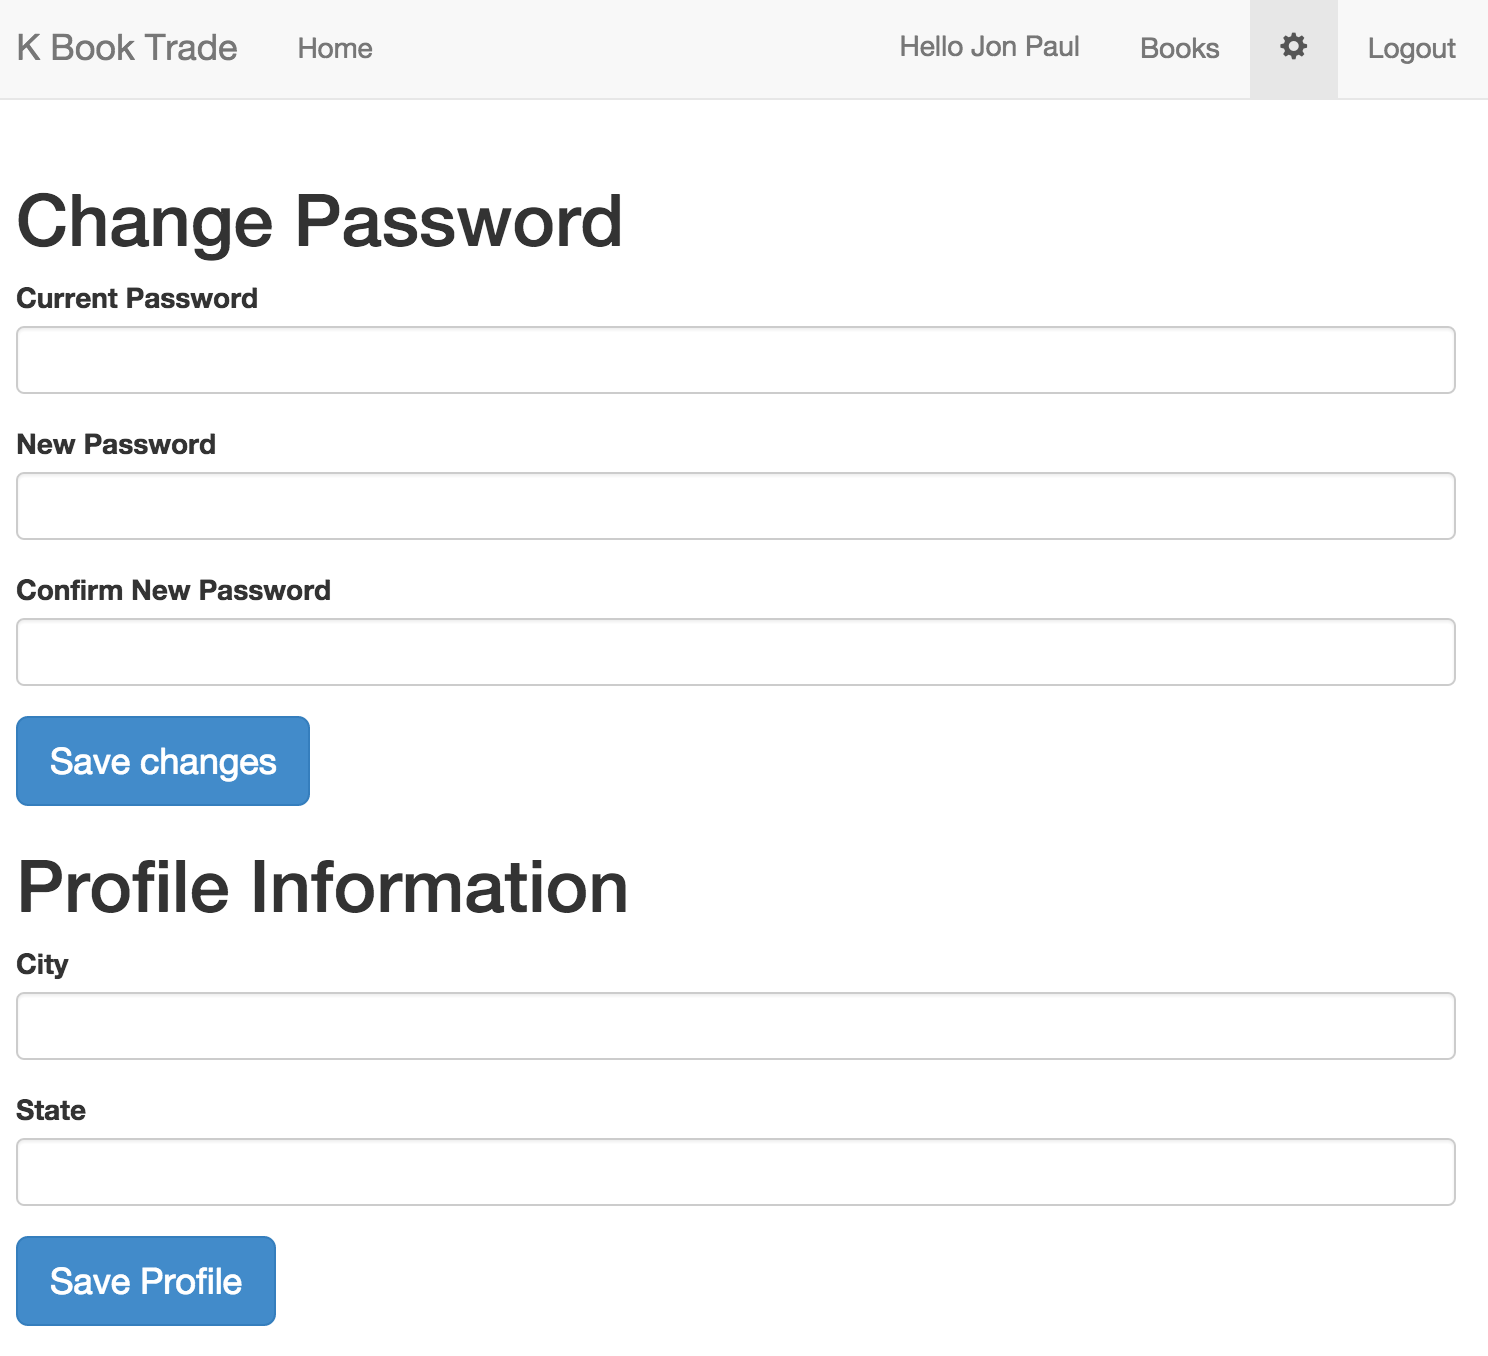 K Book Trade Home Hello Jon Paul Books Logout
Change Password
Current Password
New Password
Confirm New Password
Save changes
Profile Information
City
State
Save Profile